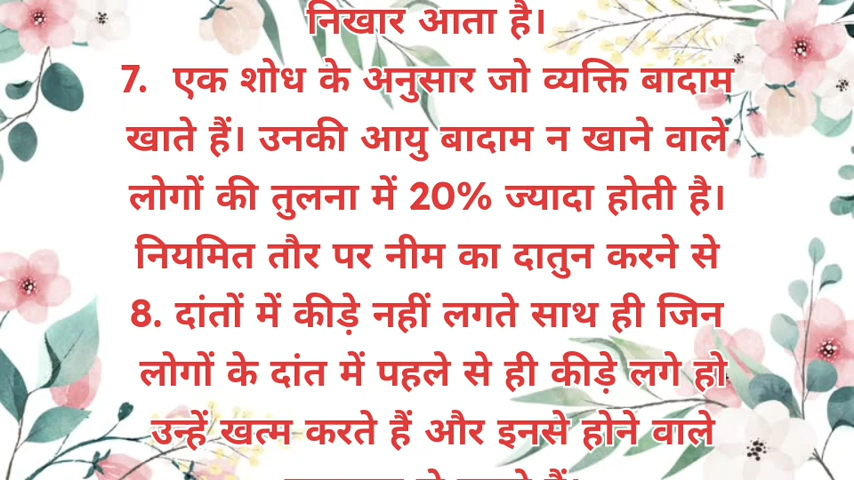 निखार आता है।
7. एक शोध के अनुसार जो व्यक्ति बादाम
खाते हैं। उनकी आयु बादाम न खाने वाले
लोगों की तुलना में 20% ज्यादा होती है।
नियमित तौर पर नीम का दातुन करने से
8. दांतों में कीड़े नहीं लगते साथ ही जिन
लोगों के दांत में पहले से ही कीड़े लगे हो
उन्हें खत्म करते हैं और इनसे होने वाले